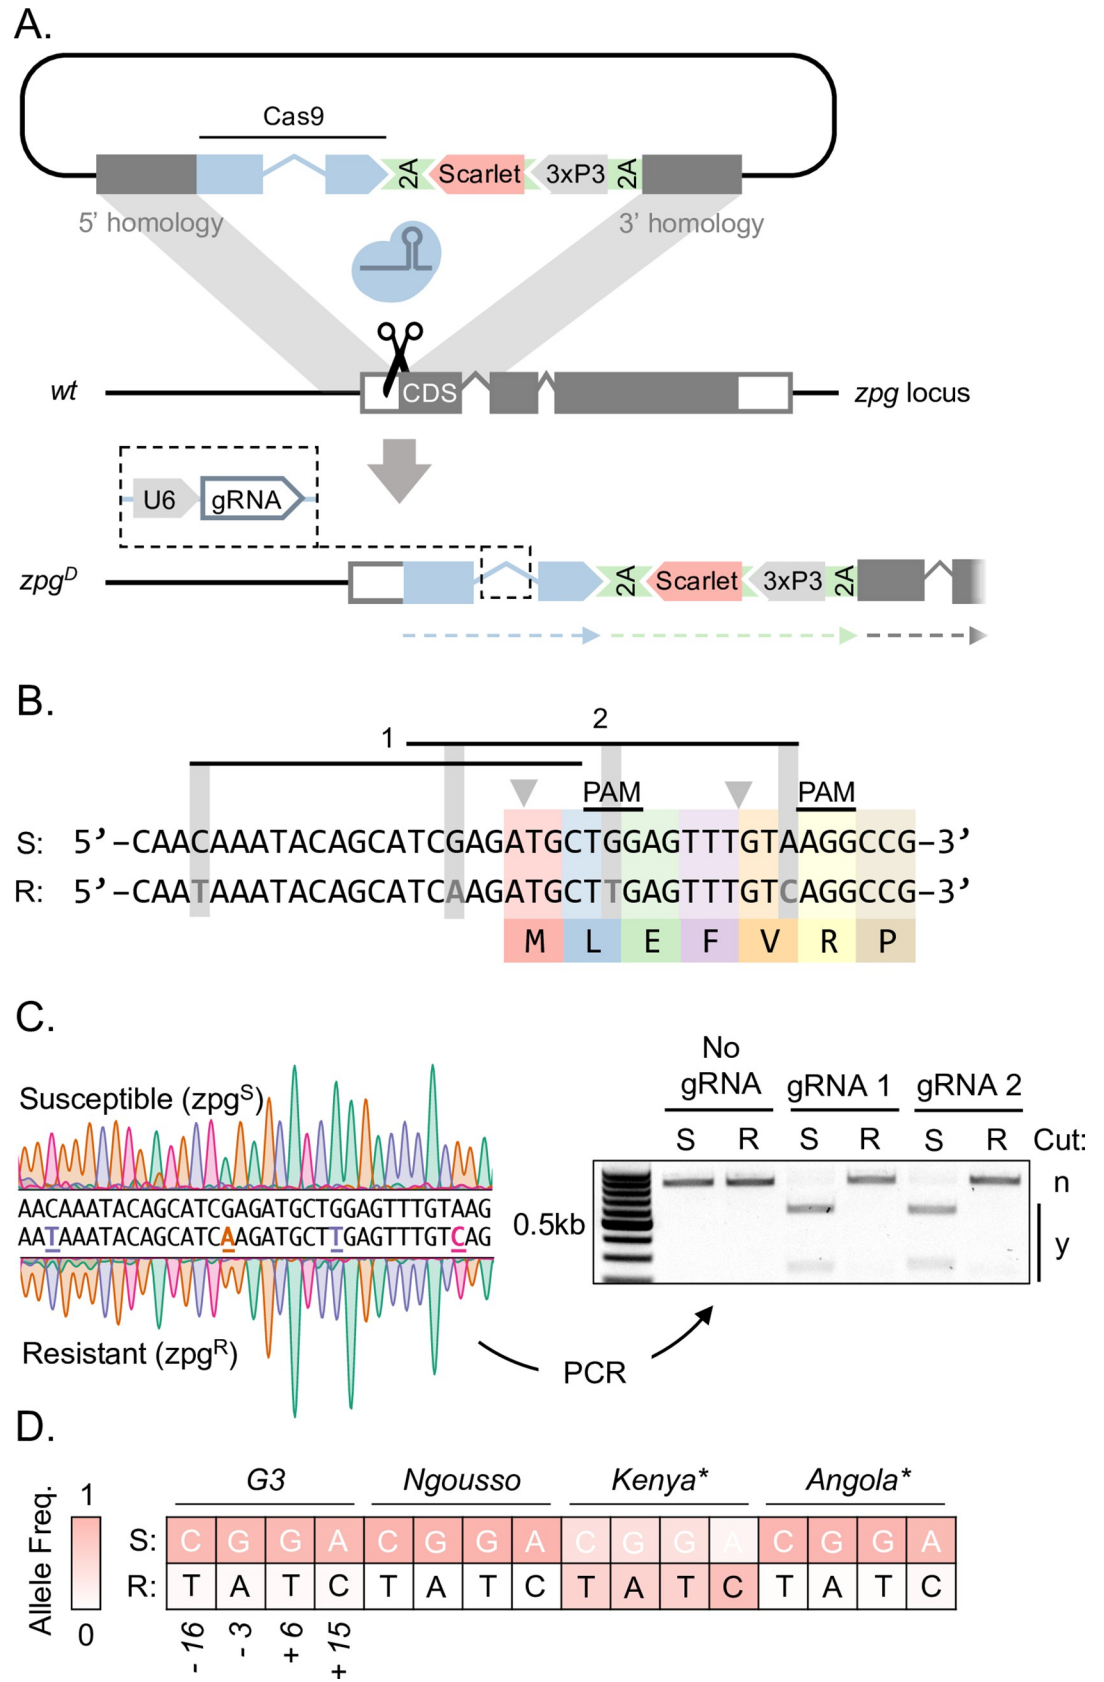 A.
Cas9
2A Scarlet 3xP3 2A
5’ homology 3’ homology
wt CDS zpg locus
U6 gRNA
zpgD 2A Scarlet 3xP3 2A
B.
2
1
PAM PAM
S: 5’-CAACAAATACAGCATCGAGATGCTGGAGTTTGTAAGGCCG-3’
R: 5’-CAATAAATACAGCATCAAGATGCTTGAGTTTGTCAGGCCG-3’
M L E F V R P
C.
Susceptible (zpgS)
AACAAATACAGCATCGAGATGCTGGAGTTTGTAAG
AATAAATACAGCATCAAGATGCTTGAGTTTGTCAG
Resistant (zpgR)
PCR
No
gRNA gRNA 1 gRNA 2
S R S R S R Cut:
n
0.5kb
y
D.
G3 Ngousso Kenya* Angola*
Allele Freq.
1
0
S: C G G A C G G A C G G A C G G A
R: T A T C T A T C T A T C T A T C
- 16 - 3 + 6 + 15